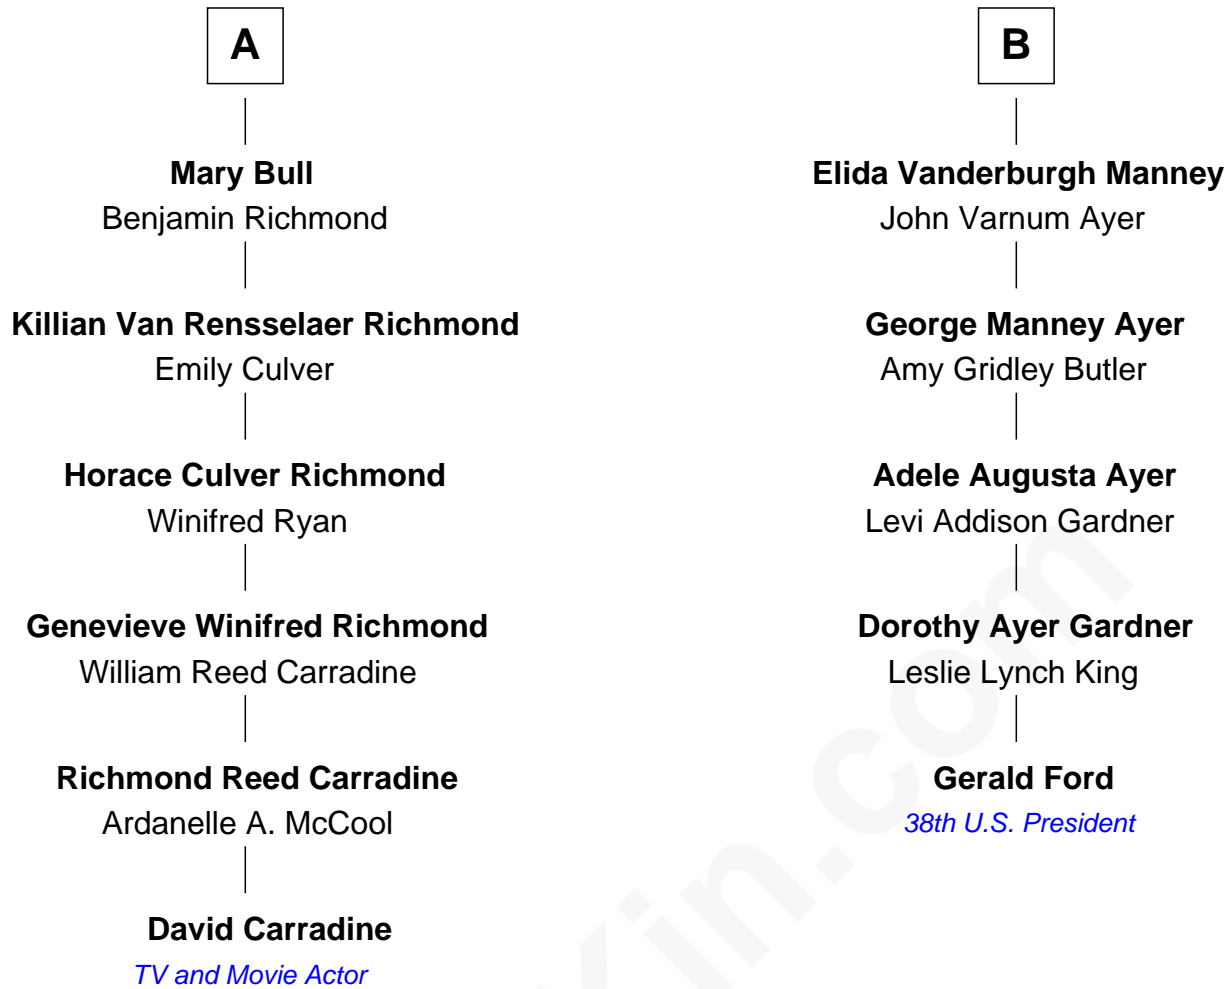 A
Mary Bull
Benjamin Richmond
Killian Van Rensselaer Richmond
Emily Culver
Horace Culver Richmond
Winifred Ryan
Genevieve Winifred Richmond
William Reed Carradine
Richmond Reed Carradine
Ardanelle A. McCool
David Carradine
TV and Movie Actor
B
Elida Vanderburgh Manney
John Varnum Ayer
George Manney Ayer
Amy Gridley Butler
Adele Augusta Ayer
Levi Addison Gardner
Dorothy Ayer Gardner
Leslie Lynch King
Gerald Ford
38th U.S. President
Kin.com